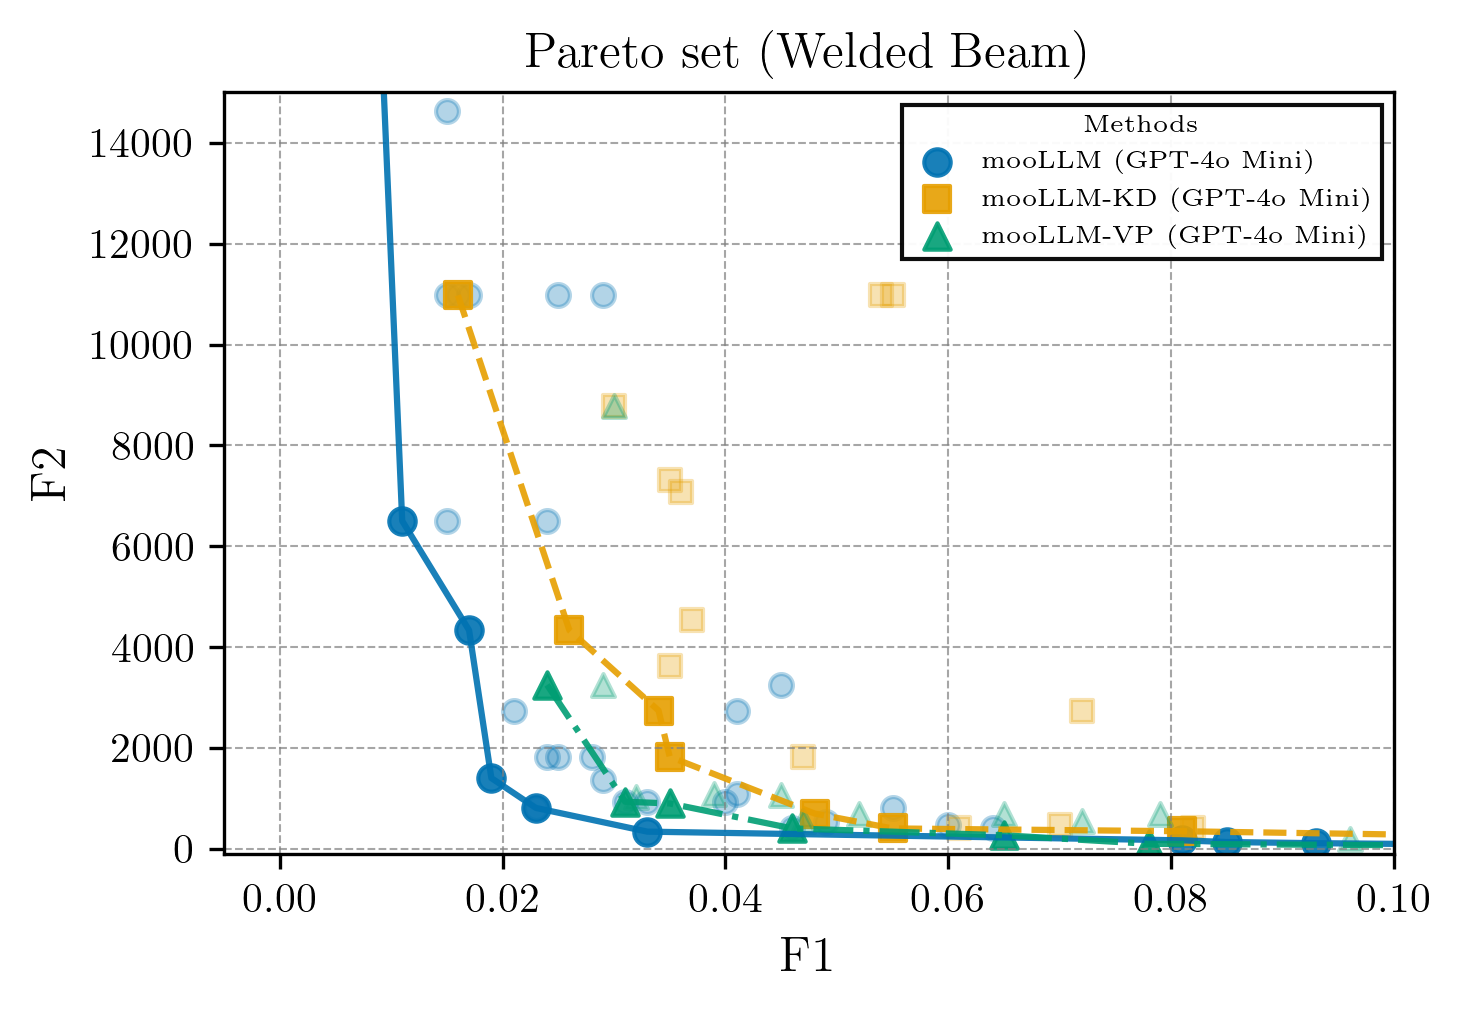 Pareto set (Welded Beam)
Methods
mooLLM (GPT-4o Mini)
mooLLM-KD (GPT-4o Mini)
mooLLM-VP (GPT-4o Mini)
14000
12000
10000
8000
6000
4000
2000
0
F2
0.00 0.02 0.04 0.06 0.08 0.10
F1